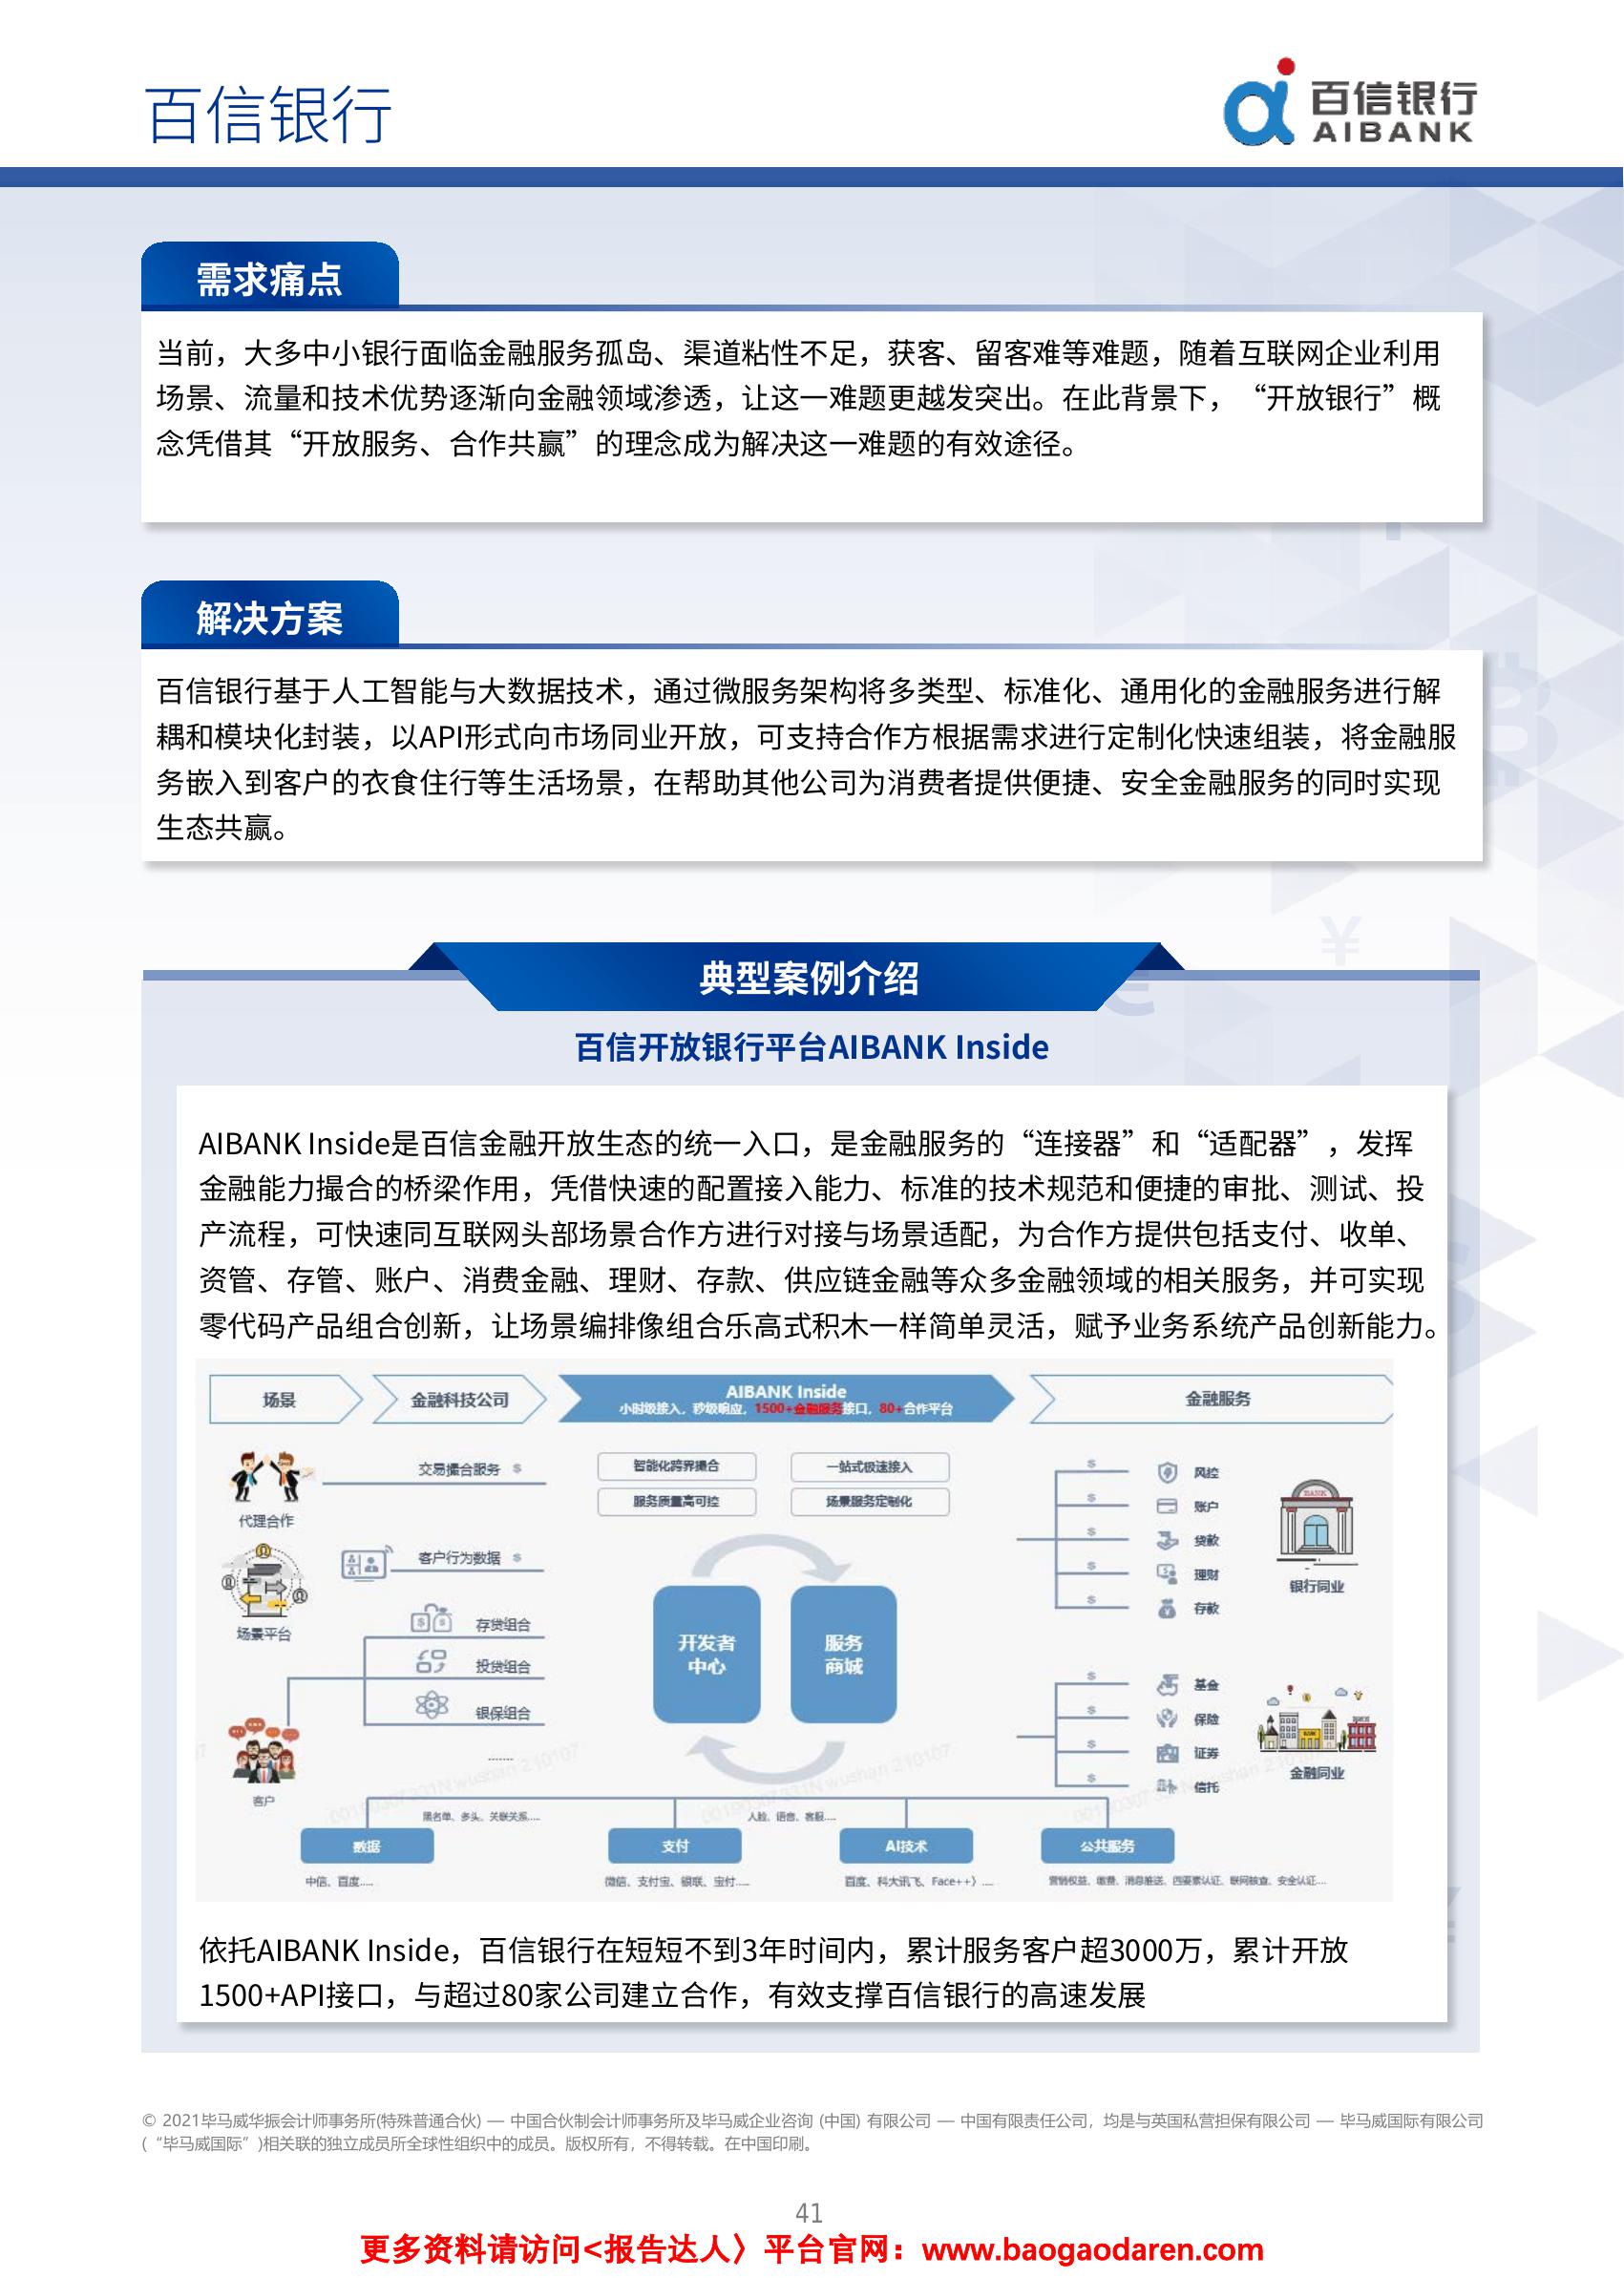 百信银行
百信银行
AIBANK
需求痛点
当前，大多中小银行面临金融服务孤岛、渠道粘性不足，获客、留客难等难题，随着互联网企业利用
场景、流量和技术优势逐渐向金融领域渗透，让这一难题更越发突出。在此背景下，“开放银行”概
念凭借其“开放服务、合作共赢”的理念成为解决这一难题的有效途径。
解决方案
百信银行基于人工智能与大数据技术，通过微服务架构将多类型、标准化、通用化的金融服务进行解
耦和模块化封装，以API形式向市场同业开放，可支持合作方根据需求进行定制化快速组装，将金融服
务嵌入到客户的衣食住行等生活场景，在帮助其他公司为消费者提供便捷、安全金融服务的同时实现
生态共赢。
典型案例介绍
百信开放银行平台AIBANK Inside
AIBANK Inside是百信金融开放生态的统一入口，是金融服务的“连接器”和“适配器”，发挥
金融能力撮合的桥梁作用，凭借快速的配置接入能力、标准的技术规范和便捷的审批、测试、投
产流程，可快速同互联网头部场景合作方进行对接与场景适配，为合作方提供包括支付、收单、
资管、存管、账户、消费金融、理财、存款、供应链金融等众多金融领域的相关服务，并可实现
零代码产品组合创新，让场景编排像组合乐高式积木一样简单灵活，赋予业务系统产品创新能力。
场景
金融科技公司
AIBANK Inside
小时级接入，秒级响应，1500+金融服务接口，80+合作平台
金融服务
代理合作
交易撮合服务 $
智能化跨界撮合
一站式极速接入
服务质量高可控
场景服务定制化
场景平台
客户行为数据 $
存贷组合
投贷组合
银保组合
.......
客户
开发者
中心
服务
商城
$ 风控
$ 账户
$ 贷款
$ 理财
$ 存款
BANK
银行同业
$ 基金
$ 保险
$ 证券
$ 信托
金融同业
黑名单、多头、关联关系....
人脸、语音、客服....
数据
支付
AI技术
公共服务
中信、百度....
微信、支付宝、银联、宝付....
百度、科大讯飞、Face++）....
营销权益、缴费、消息推送、四要素认证、联网核查、安全认证....
依托AIBANK Inside，百信银行在短短不到3年时间内，累计服务客户超3000万，累计开放
1500+API接口，与超过80家公司建立合作，有效支撑百信银行的高速发展
© 2021毕马威华振会计师事务所(特殊普通合伙) — 中国合伙制会计师事务所及毕马威企业咨询 (中国) 有限公司 — 中国有限责任公司，均是与英国私营担保有限公司 — 毕马威国际有限公司
(“毕马威国际”)相关联的独立成员所全球性组织中的成员。版权所有，不得转载。在中国印刷。
41
更多资料请访问<报告达人〉平台官网：www.baogaodaren.com